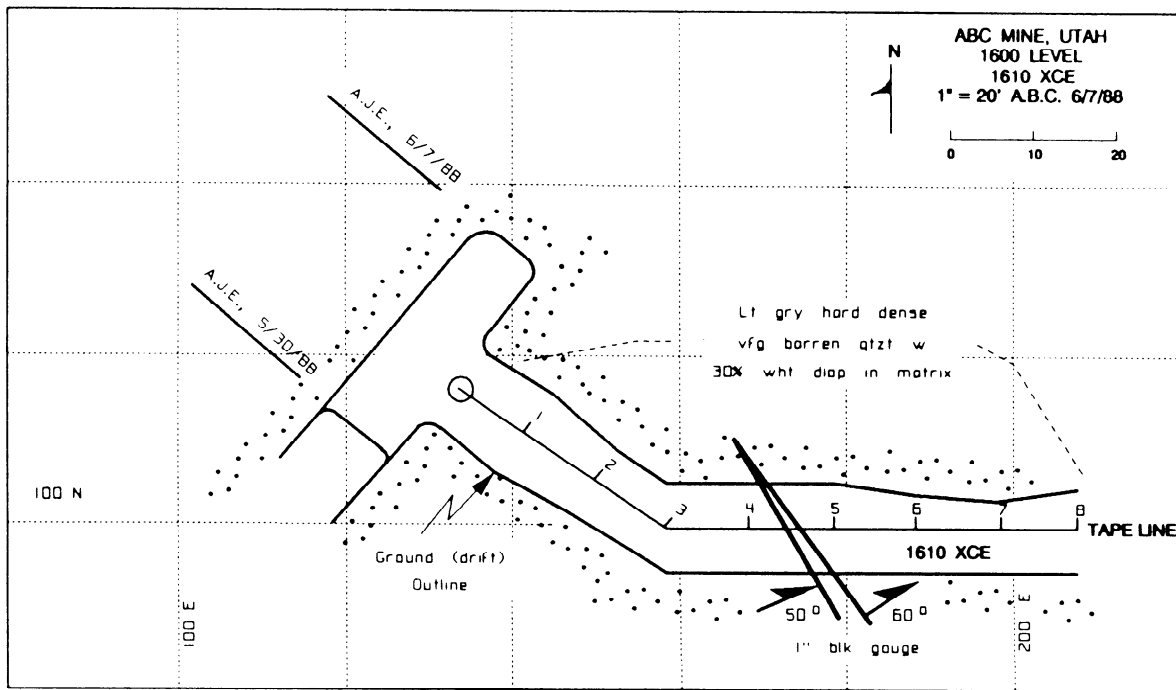 ABC MINE, UTAH
1600 LEVEL
1610 XCE
1" = 20' A.B.C. 6/7/88
N
0 10 20
A.J.E., 6/7/88
A.J.E., 5/30/88
Lt gry hard dense
vfg barren qtzt w
30% wht diop in matrix
1
2
3 4 5 6 7 8
100 N
TAPE LINE
1610 XCE
Ground (drift)
Outline
50° 60°
1" blk gouge
100 E
200 E